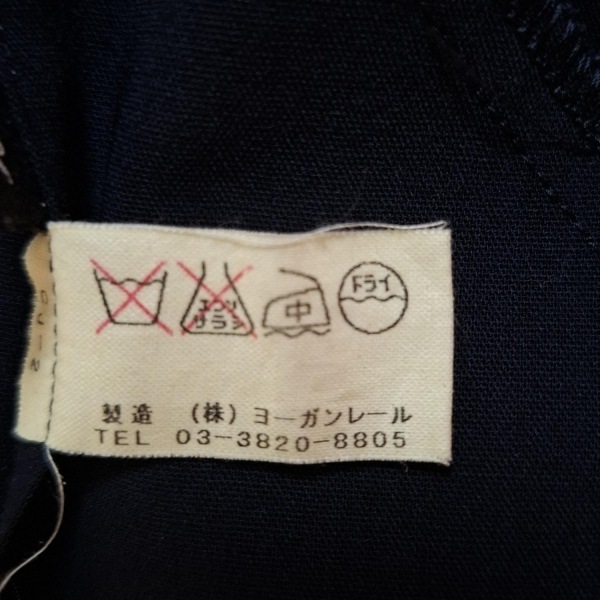 エンソ
サラシ
中
ドライ
製造 (株) ヨーガンレール
TEL 03-3820-8805